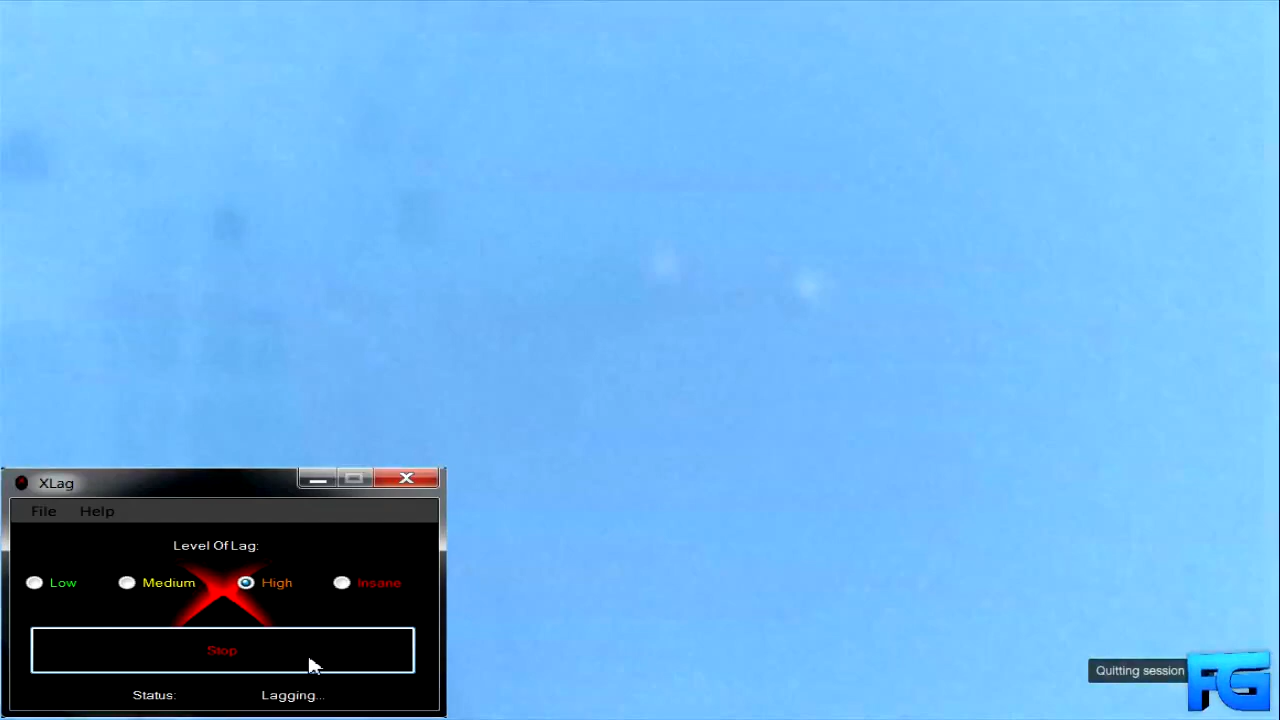 XLag
File Help
Level Of Lag:
Low Medium High Insane
Stop
Status: Lagging...
Quitting session
FG